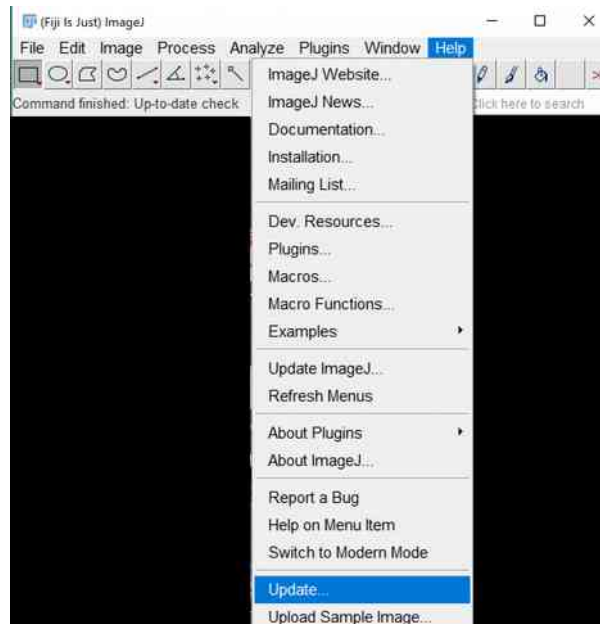 (Fiji Is Just) ImageJ
File Edit Image Process Analyze Plugins Window Help
Command finished: Up-to-date check
Click here to search
ImageJ Website...
ImageJ News...
Documentation...
Installation...
Mailing List...
Dev. Resources...
Plugins...
Macros...
Macro Functions...
Examples
Update ImageJ...
Refresh Menus
About Plugins
About ImageJ...
Report a Bug
Help on Menu Item
Switch to Modern Mode
Update...
Upload Sample Image...